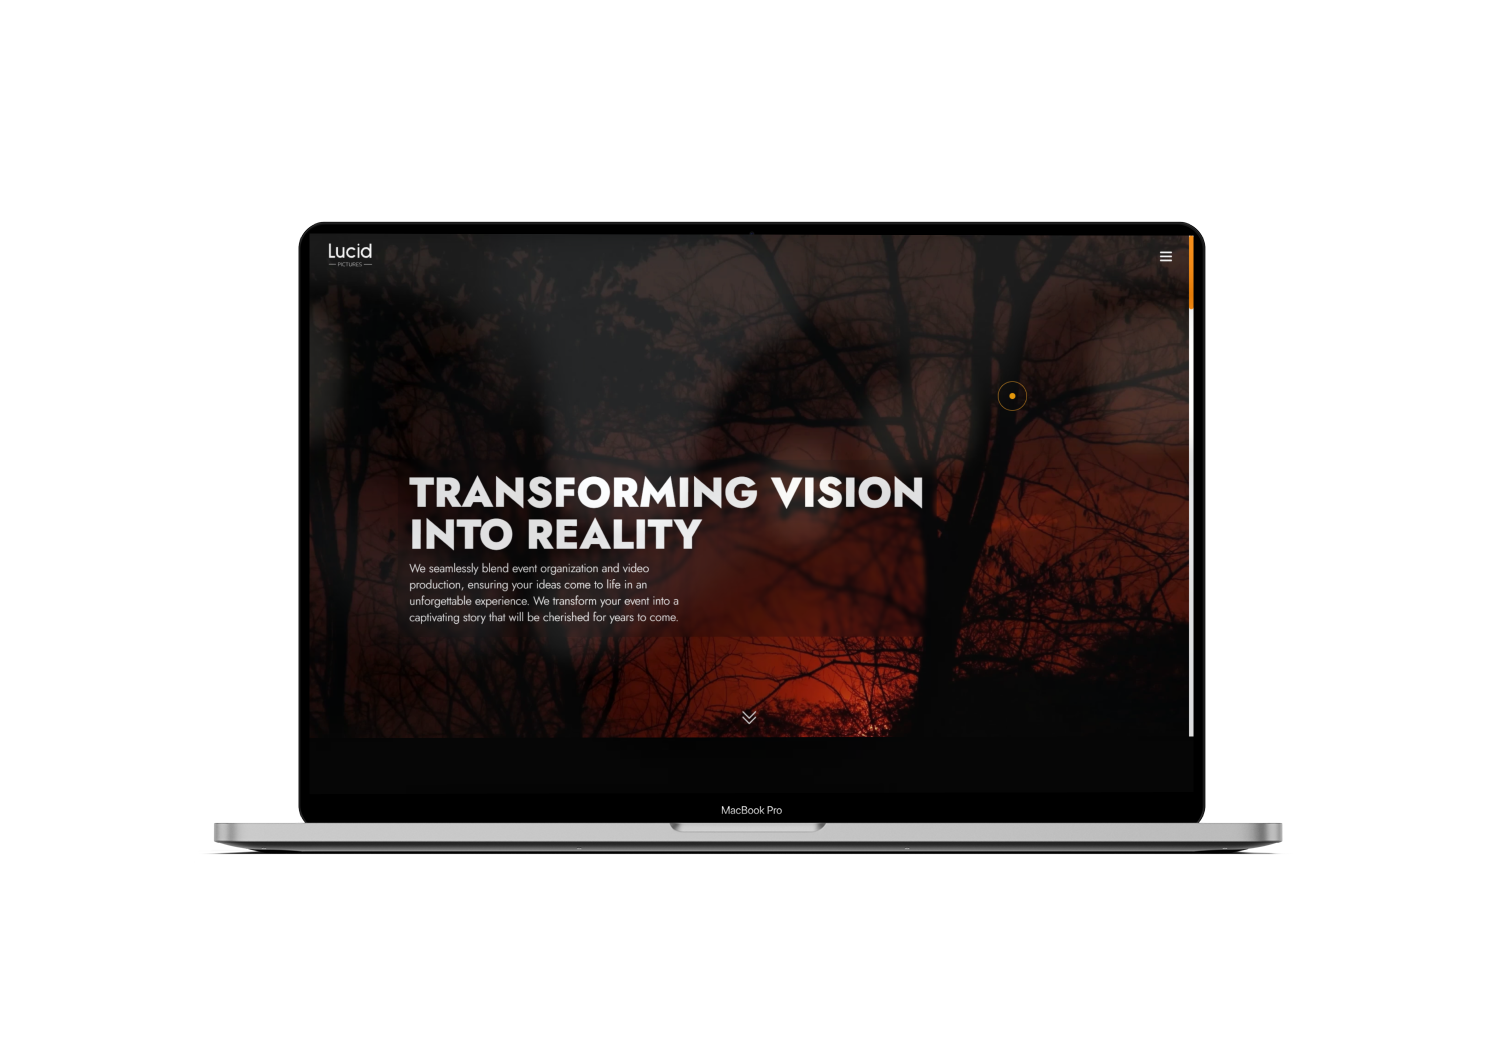 Lucid
PICTURES
TRANSFORMING VISION
INTO REALITY
We seamlessly blend event organization and video
production, ensuring your ideas come to life in an
unforgettable experience. We transform your event into a
captivating story that will be cherished for years to come.
MacBook Pro